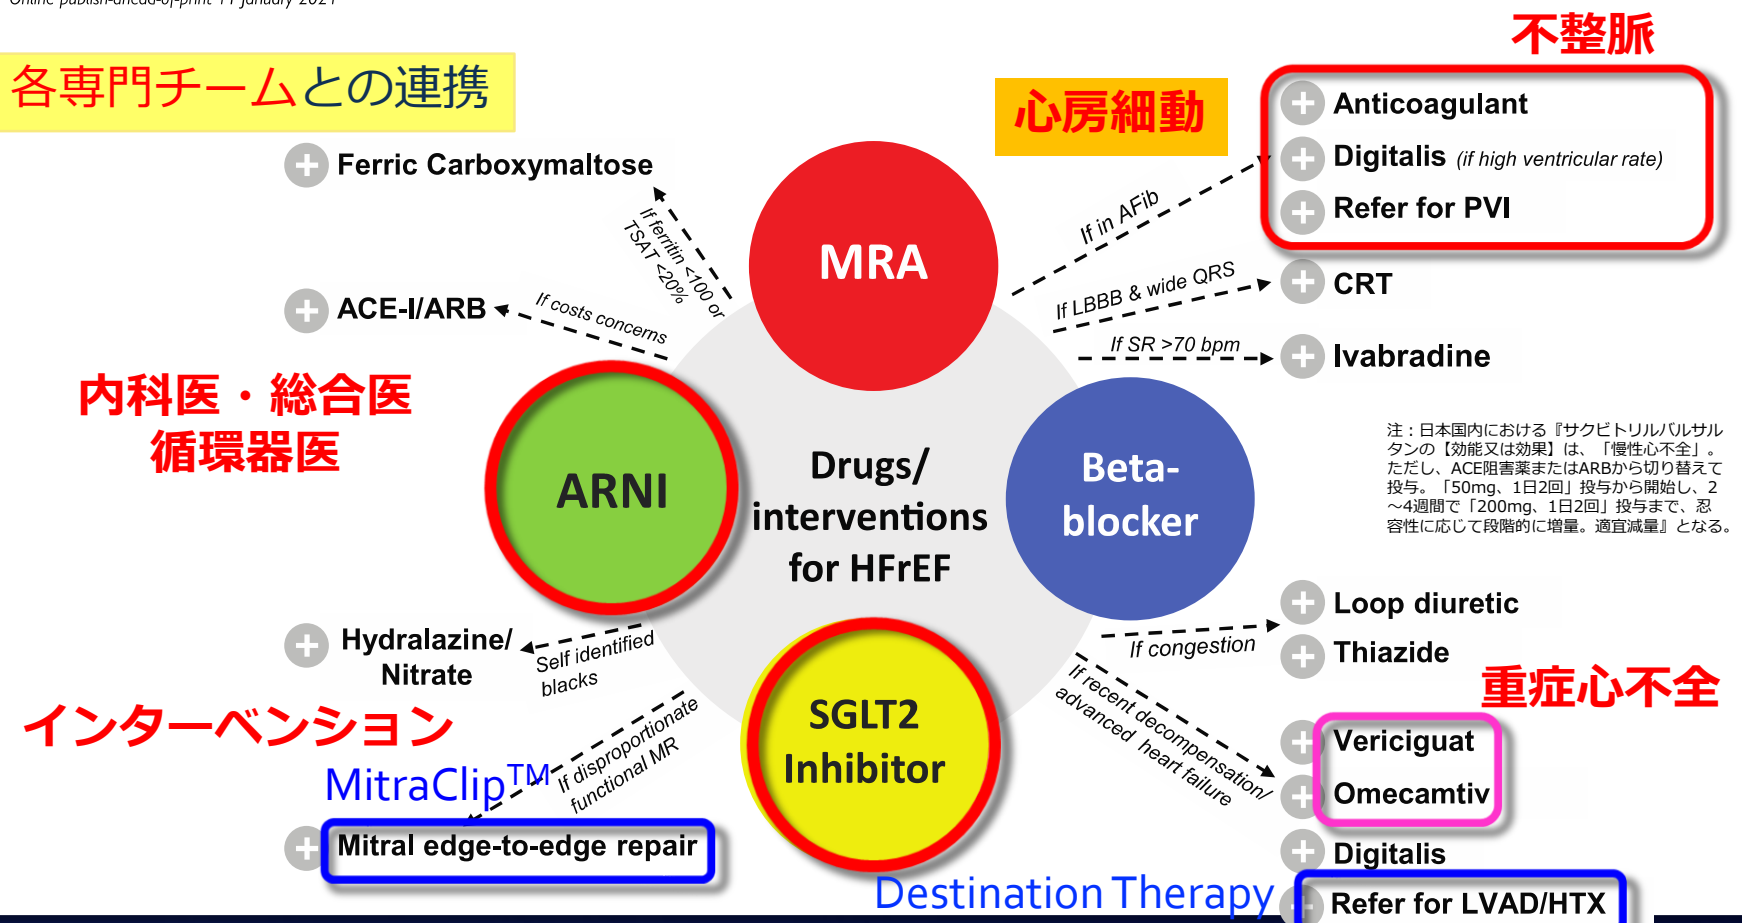 Online publish-ahead-of-print 11 January 2021
各専門チームとの連携
不整脈
心房細動
Anticoagulant
Digitalis (if high ventricular rate)
Refer for PVI
If in AFib
Ferric Carboxymaltose
If ferritin <100 or
TSAT <20%
MRA
If LBBB & wide QRS
CRT
ACE-I/ARB
If costs concerns
If SR >70 bpm
Ivabradine
内科医・総合医
循環器医
ARNI
Drugs/
interventions
for HFrEF
Beta-
blocker
注：日本国内における『サクビトリルバルサル
タンの【効能又は効果】は、「慢性心不全」。
ただし、ACE阻害薬またはARBから切り替えて
投与。「50mg、1日2回」投与から開始し、2
～4週間で「200mg、1日2回」投与まで、忍
容性に応じて段階的に増量。適宜減量』となる。
Hydralazine/
Nitrate
Self identified
blacks
If congestion
Loop diuretic
Thiazide
インターベンション
重症心不全
SGLT2
Inhibitor
If disproportionate
functional MR
MitraClip™
Mitral edge-to-edge repair
If recent decompensation/
advanced heart failure
Vericiguat
Omecamtiv
Digitalis
Destination Therapy
Refer for LVAD/HTX